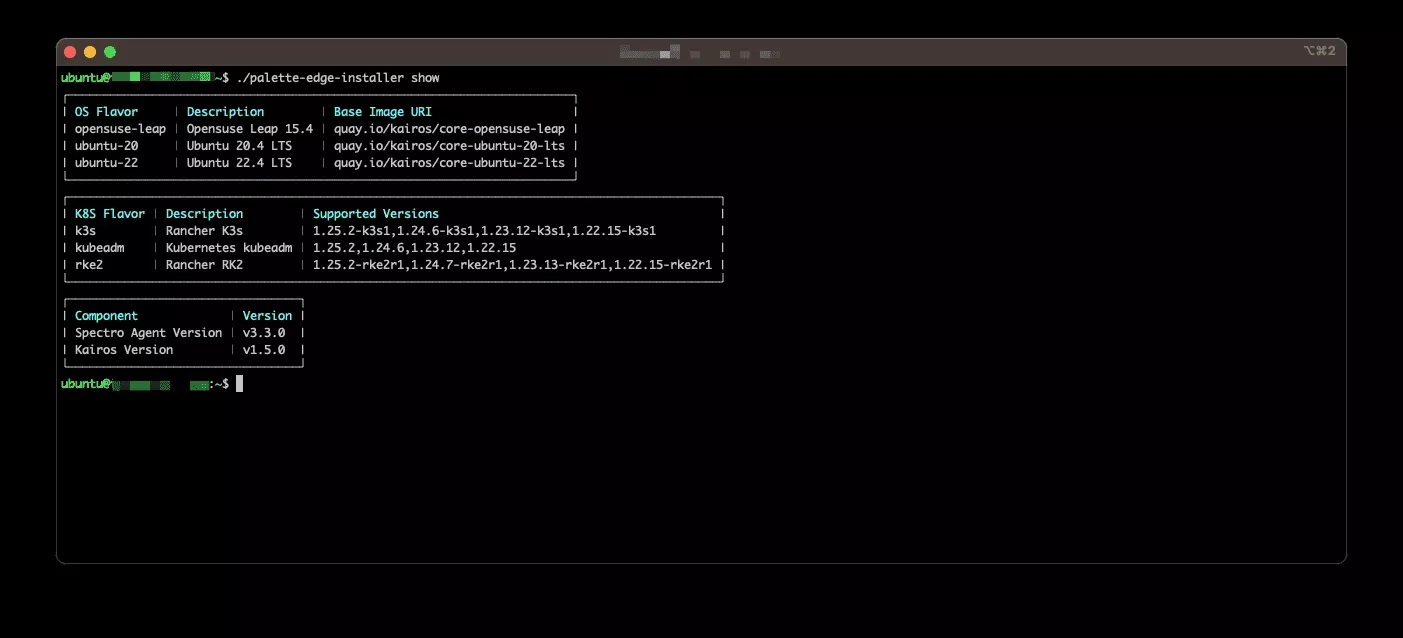 ⌥⌘2
ubuntu@ ~$ ./palette-edge-installer show
OS Flavor | Description | Base Image URI
opensuse-leap | Opensuse Leap 15.4 | quay.io/kairos/core-opensuse-leap
ubuntu-20 | Ubuntu 20.4 LTS | quay.io/kairos/core-ubuntu-20-lts
ubuntu-22 | Ubuntu 22.4 LTS | quay.io/kairos/core-ubuntu-22-lts
K8S Flavor | Description | Supported Versions
k3s | Rancher K3s | 1.25.2-k3s1,1.24.6-k3s1,1.23.12-k3s1,1.22.15-k3s1
kubeadm | Kubernetes kubeadm | 1.25.2,1.24.6,1.23.12,1.22.15
rke2 | Rancher RK2 | 1.25.2-rke2r1,1.24.7-rke2r1,1.23.13-rke2r1,1.22.15-rke2r1
Component | Version
Spectro Agent Version | v3.3.0
Kairos Version | v1.5.0
ubuntu@ :~$